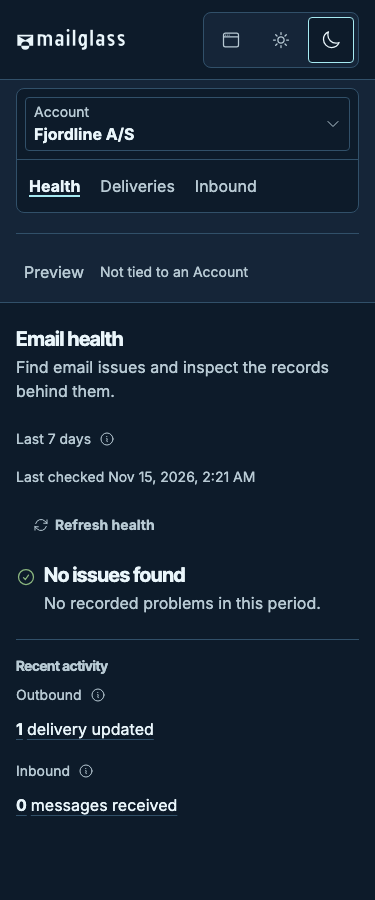 mailglass
Account
Fjordline A/S
Health Deliveries Inbound
Preview Not tied to an Account
Email health
Find email issues and inspect the records
behind them.
Last 7 days
Last checked Nov 15, 2026, 2:21 AM
Refresh health
No issues found
No recorded problems in this period.
Recent activity
Outbound
1 delivery updated
Inbound
0 messages received